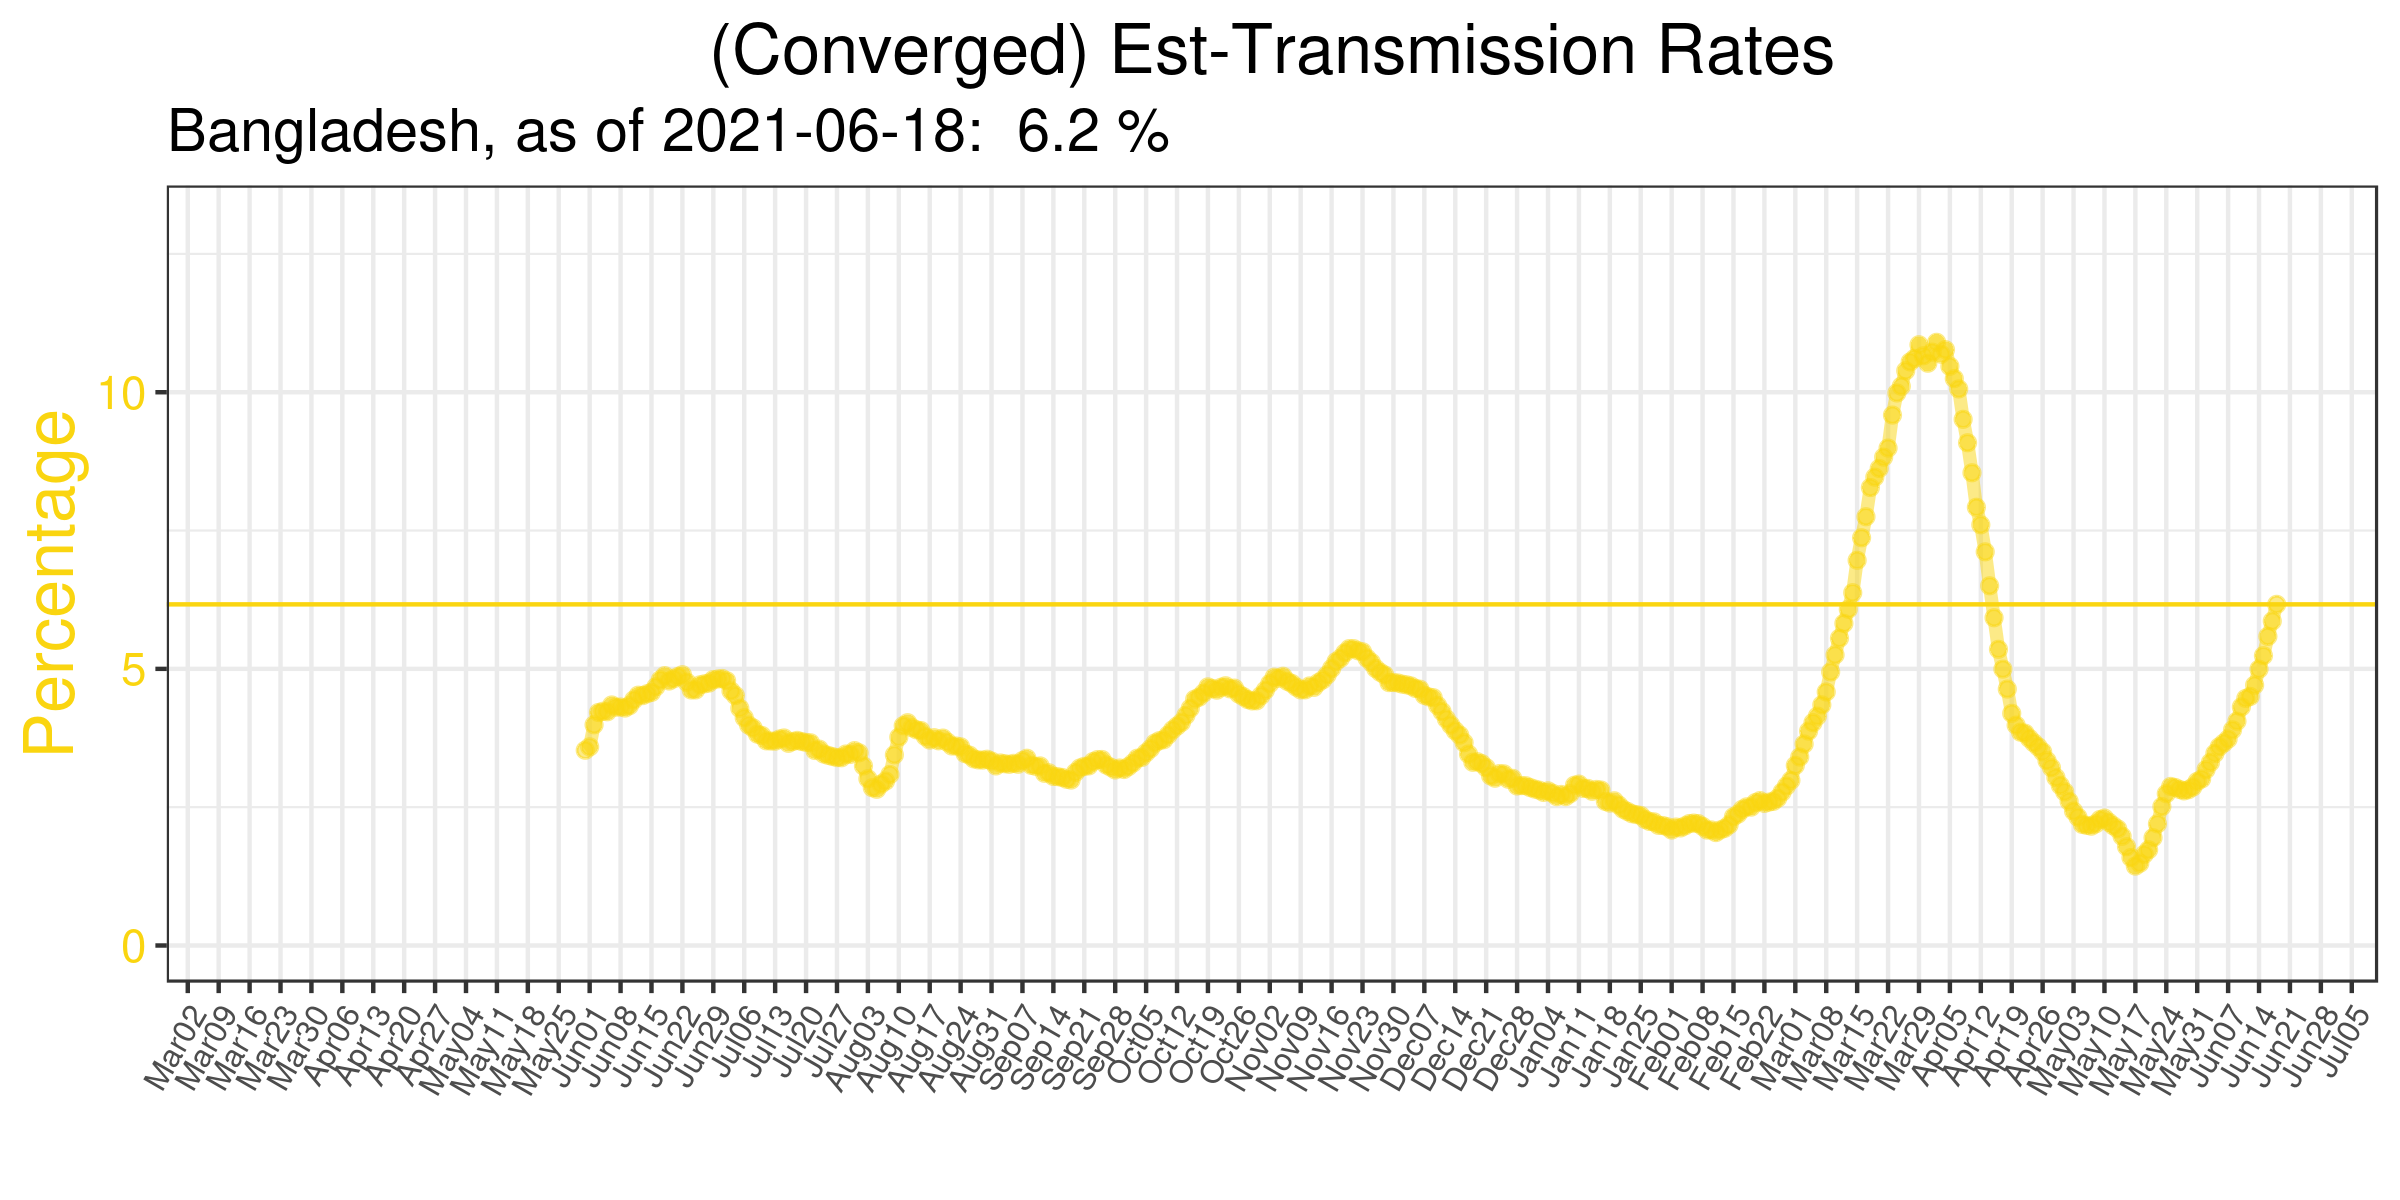 (Converged) Est-Transmission Rates
Bangladesh, as of 2021-06-18:  6.2 %
Percentage
10
5
0
Mar02
Mar09
Mar16
Mar23
Mar30
Apr06
Apr13
Apr20
Apr27
May04
May11
May18
May25
Jun01
Jun08
Jun15
Jun22
Jun29
Jul06
Jul13
Jul20
Jul27
Aug03
Aug10
Aug17
Aug24
Aug31
Sep07
Sep14
Sep21
Sep28
Oct05
Oct12
Oct19
Oct26
Nov02
Nov09
Nov16
Nov23
Nov30
Dec07
Dec14
Dec21
Dec28
Jan04
Jan11
Jan18
Jan25
Feb01
Feb08
Feb15
Feb22
Mar01
Mar08
Mar15
Mar22
Mar29
Apr05
Apr12
Apr19
Apr26
May03
May10
May17
May24
May31
Jun07
Jun14
Jun21
Jun28
Jul05